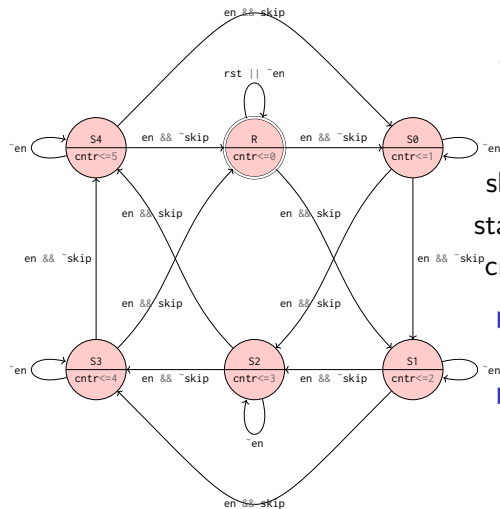 en && skip
rst || ~en
S4
cntr<=5
en && ~skip
R
cntr<=0
en && ~skip
S0
cntr<=1
~en
~en
en && skip
en && skip
en && ~skip
en && ~skip
en && skip
en && skip
S3
cntr<=4
en && ~skip
S2
cntr<=3
en && ~skip
S1
cntr<=2
~en
~en
~en
en && skip